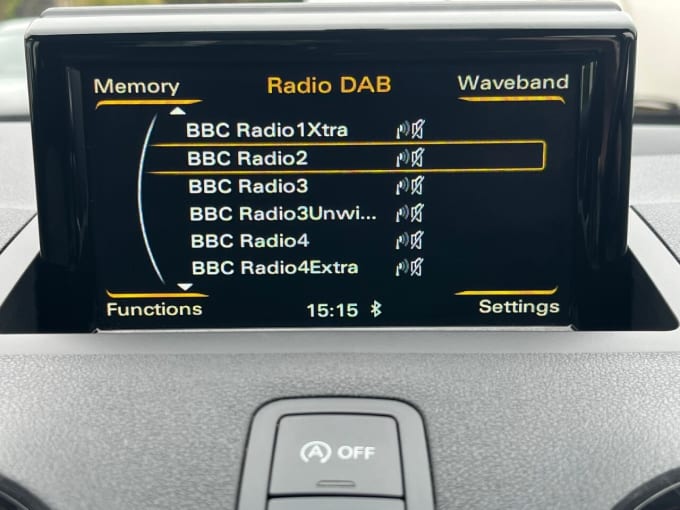 Memory Radio DAB Waveband
BBC Radio1Xtra
BBC Radio2
BBC Radio3
BBC Radio3Unwi...
BBC Radio4
BBC Radio4Extra
Functions 15:15 Settings
A OFF